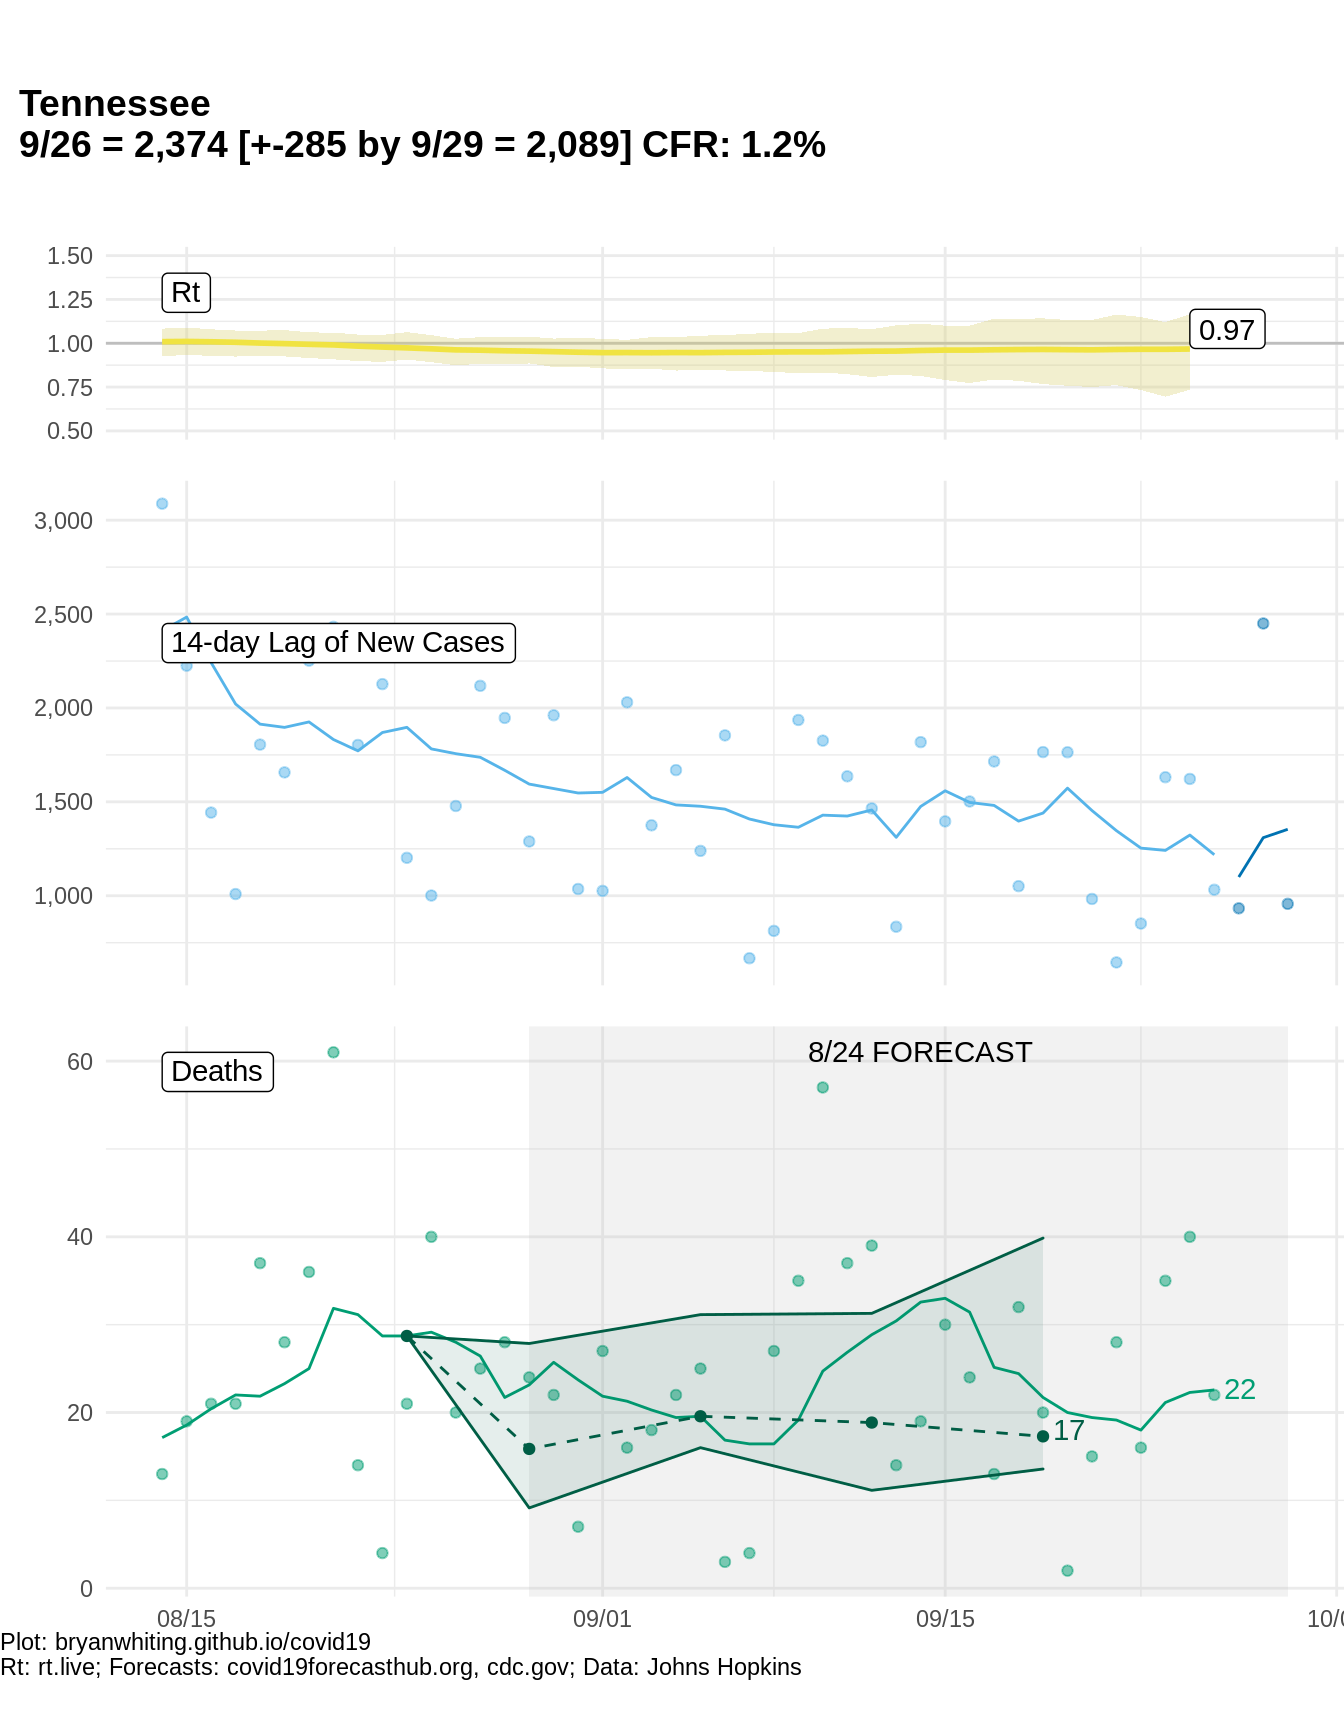 Tennessee
9/26 = 2,374 [+-285 by 9/29 = 2,089] CFR: 1.2%
1.50
1.25
1.00
0.75
0.50
Rt
0.97
3,000
2,500
2,000
1,500
1,000
14-day Lag of New Cases
60
40
20
0
Deaths
8/24 FORECAST
22
17
08/15
09/01
09/15
Plot: bryanwhiting.github.io/covid19
Rt: rt.live; Forecasts: covid19forecasthub.org, cdc.gov; Data: Johns Hopkins